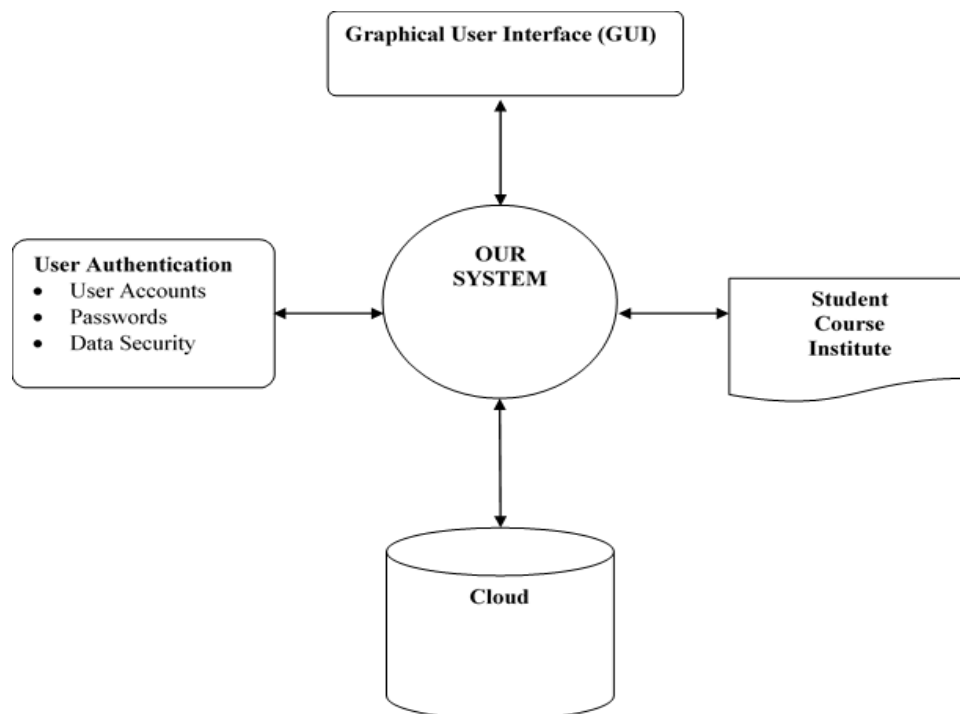 Graphical User Interface (GUI)
OUR
SYSTEM
User Authentication
• User Accounts
• Passwords
• Data Security
Student
Course
Institute
Cloud